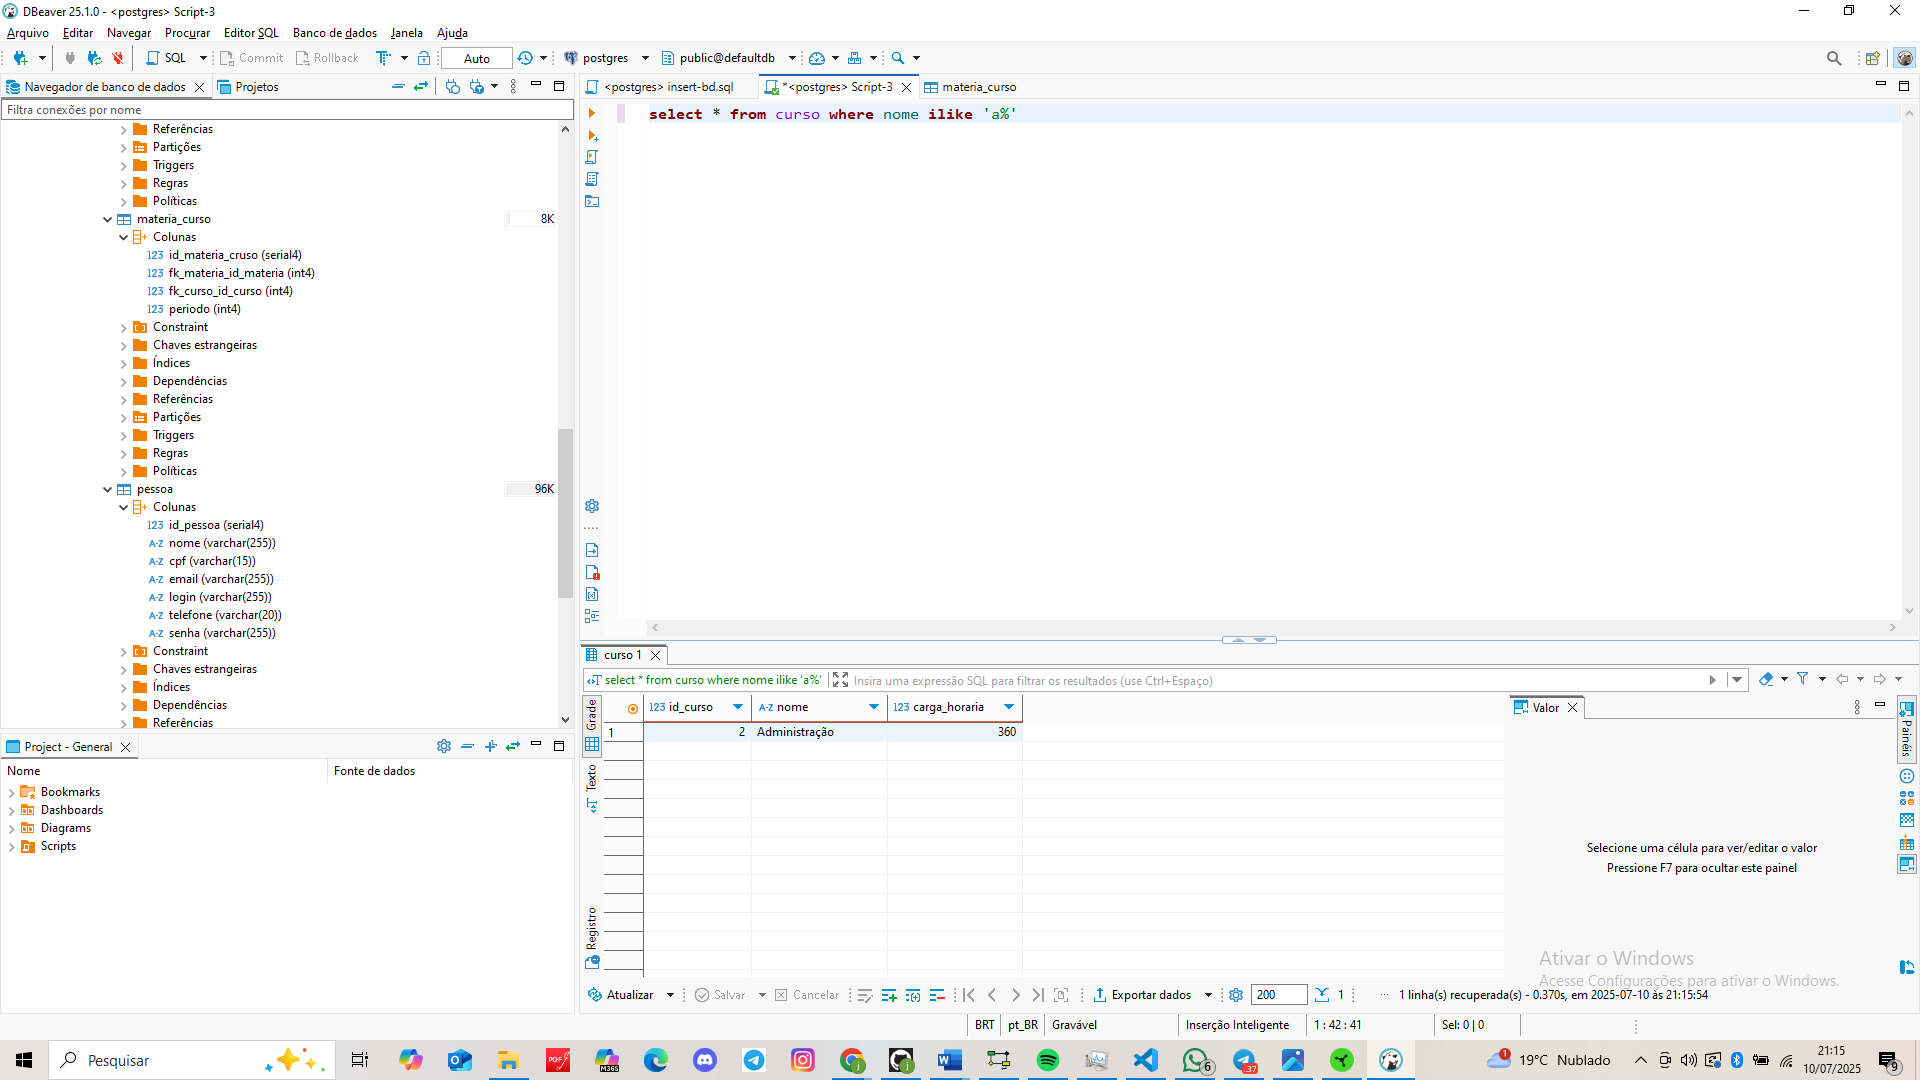 DBeaver 25.1.0 - <postgres> Script-3
Arquivo Editar Navegar Procurar Editor SQL Banco de dados Janela Ajuda
SQL Commit Rollback Auto postgres public@defaultdb
Navegador de banco de dados Projetos
Filtra conexões por nome
Referências
Partições
Triggers
Regras
Políticas
materia_curso 8K
Colunas
123 id_materia_cruso (serial4)
123 fk_materia_id_materia (int4)
123 fk_curso_id_curso (int4)
123 periodo (int4)
Constraint
Chaves estrangeiras
Índices
Dependências
Referências
Partições
Triggers
Regras
Políticas
pessoa 96K
Colunas
123 id_pessoa (serial4)
A-Z nome (varchar(255))
A-Z cpf (varchar(15))
A-Z email (varchar(255))
A-Z login (varchar(255))
A-Z telefone (varchar(20))
A-Z senha (varchar(255))
Constraint
Chaves estrangeiras
Índices
Dependências
Referências
Project - General
Nome Fonte de dados
Bookmarks
Dashboards
Diagrams
Scripts
<postgres> insert-bd.sql *<postgres> Script-3 materia_curso
select * from curso where nome ilike 'a%'
curso 1
select * from curso where nome ilike 'a%' Insira uma expressão SQL para filtrar os resultados (use Ctrl+Espaço)
Grade
Texto
Registro
123 id_curso A-Z nome 123 carga_horaria
1 2 Administração 360
Valor
Painéis
Selecione uma célula para ver/editar o valor
Pressione F7 para ocultar este painel
Ativar o Windows
Acesse Configurações para ativar o Windows.
Atualizar Salvar Cancelar Exportar dados 200 1 ... 1 linha(s) recuperada(s) - 0.370s, em 2025-07-10 às 21:15:54
BRT pt_BR Gravável Inserção Inteligente 1 : 42 : 41 Sel: 0 | 0
Pesquisar
PDF
M365
6
37
1
19°C Nublado
21:15
10/07/2025
9